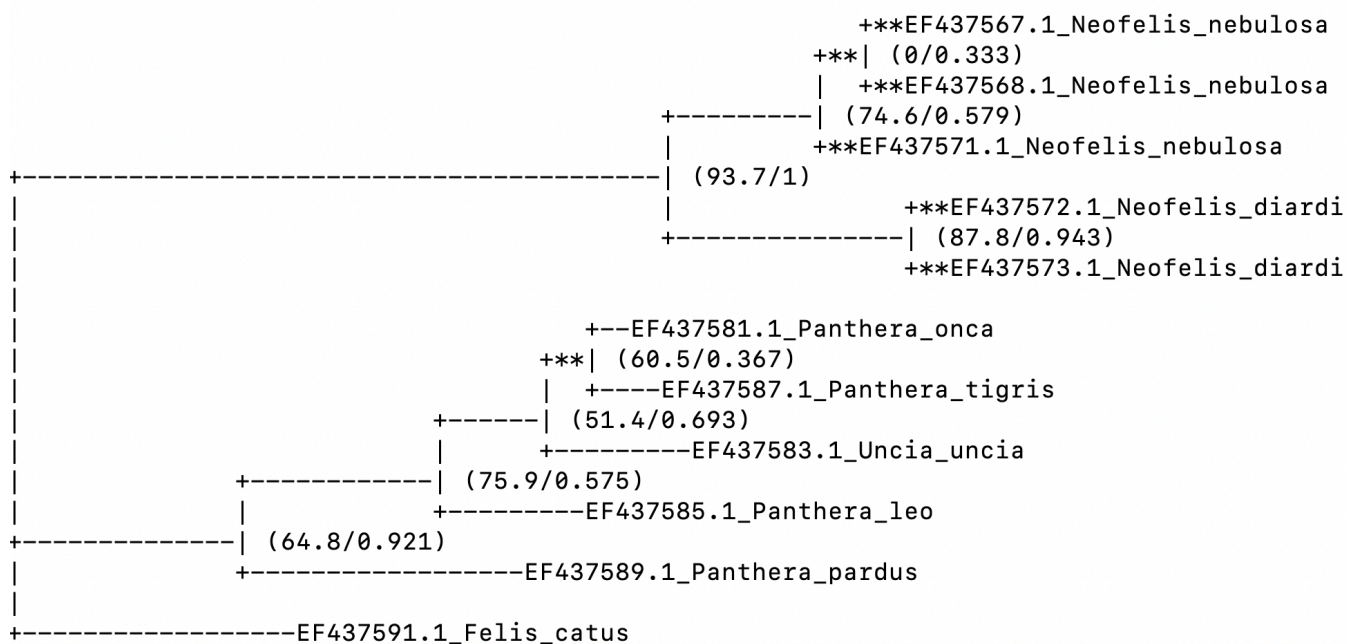 +**EF437567.1_Neofelis_nebulosa
+**| (0/0.333)
| +**EF437568.1_Neofelis_nebulosa
+---------| (74.6/0.579)
| +**EF437571.1_Neofelis_nebulosa
+------------------------------------------| (93.7/1)
| | +**EF437572.1_Neofelis_diardi
| +---------------| (87.8/0.943)
| +**EF437573.1_Neofelis_diardi
|
| +--EF437581.1_Panthera_onca
| +**| (60.5/0.367)
| | +----EF437587.1_Panthera_tigris
| +------| (51.4/0.693)
| | +---------EF437583.1_Uncia_uncia
| +------------| (75.9/0.575)
| | +---------EF437585.1_Panthera_leo
+--------------| (64.8/0.921)
| +------------------EF437589.1_Panthera_pardus
|
+------------------EF437591.1_Felis_catus